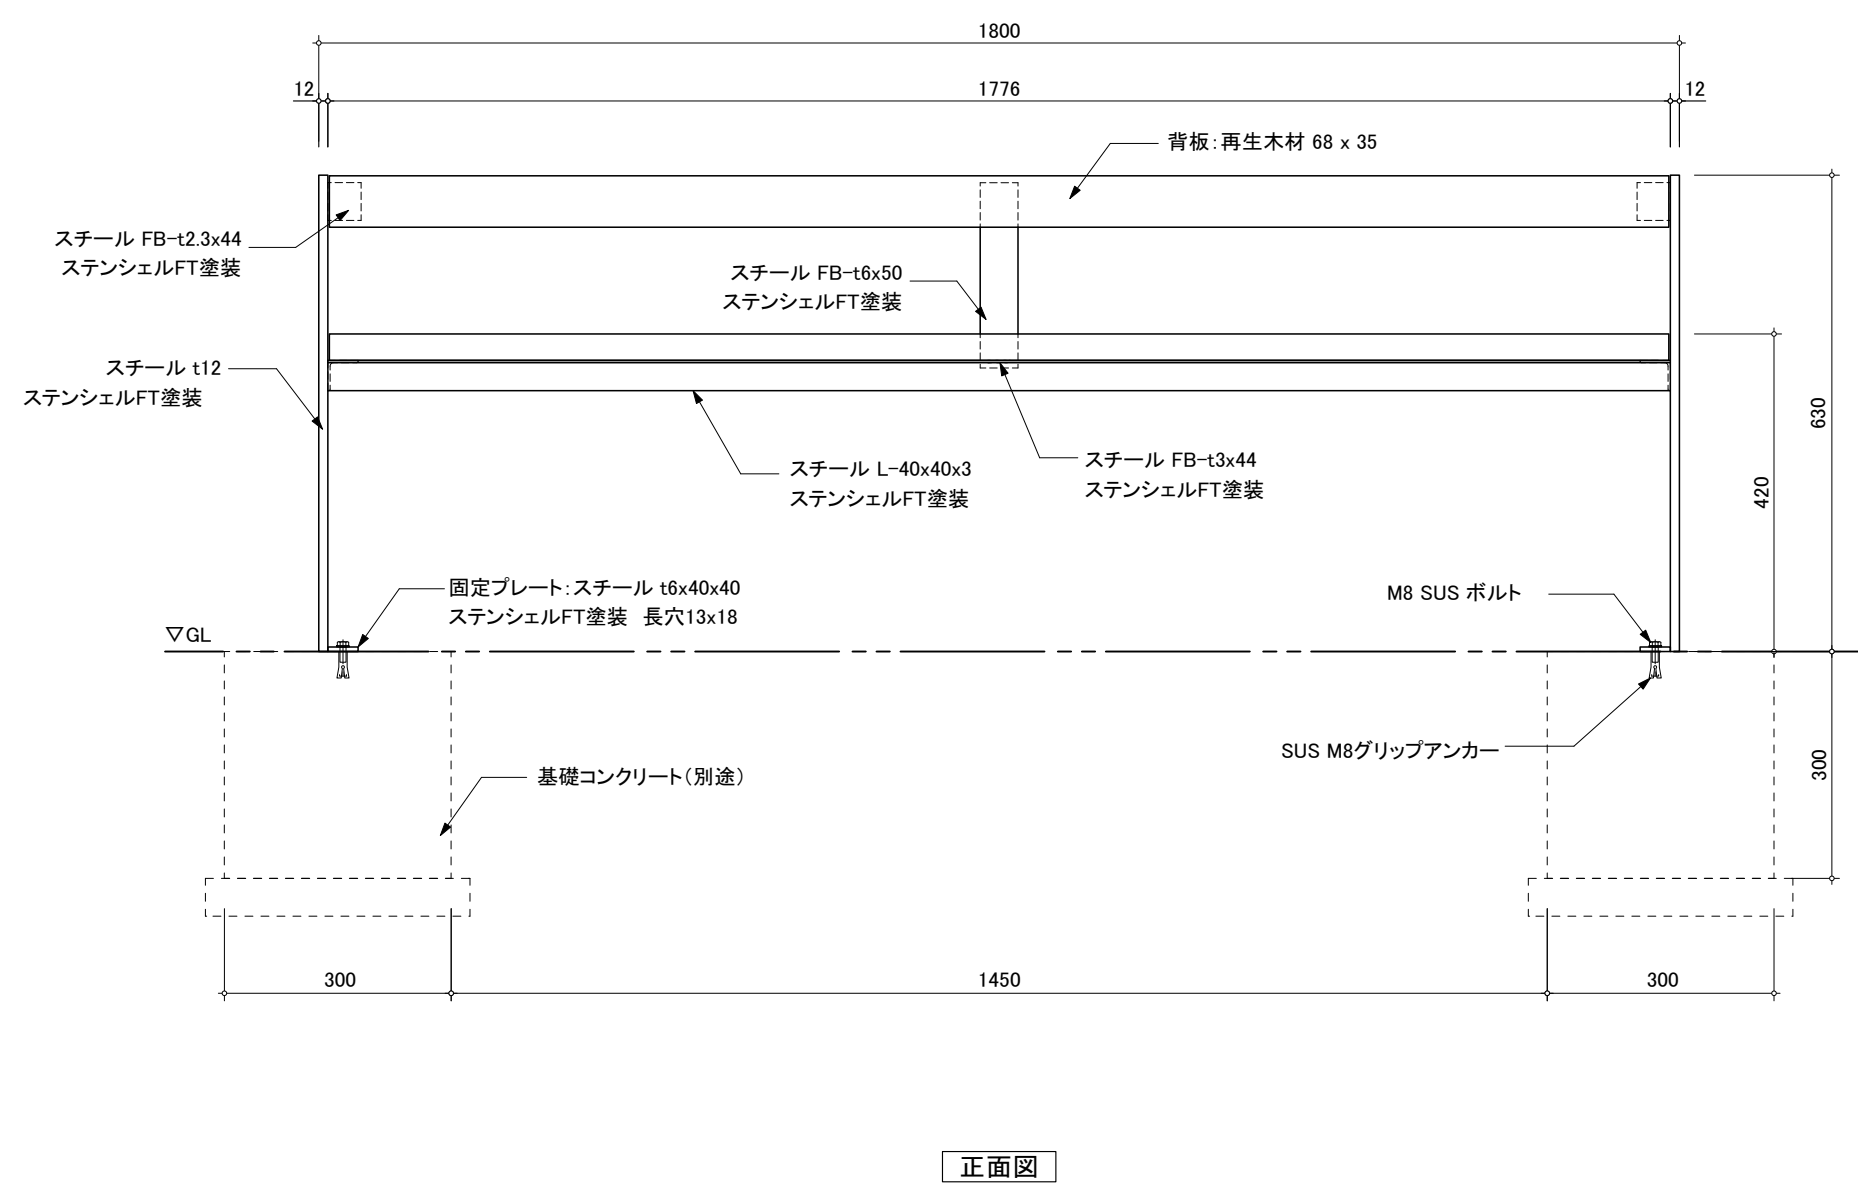 1800
12
1776
12
背板：再生木材 68 x 35
スチール FB-t2.3x44
ステンシェルFT塗装
スチール FB-t6x50
ステンシェルFT塗装
スチール t12
ステンシェルFT塗装
630
420
スチール L-40x40x3
ステンシェルFT塗装
スチール FB-t3x44
ステンシェルFT塗装
固定プレート：スチール t6x40x40
ステンシェルFT塗装 長穴13x18
M8 SUS ボルト
▽GL
SUS M8グリップアンカー
基礎コンクリート（別途）
300
300
1450
300
正面図